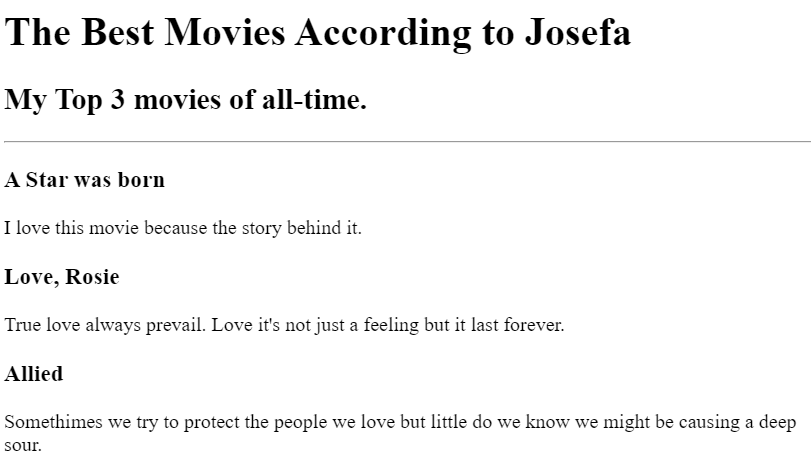 The Best Movies According to Josefa
My Top 3 movies of all-time.
A Star was born
I love this movie because the story behind it.
Love, Rosie
True love always prevail. Love it's not just a feeling but it last forever.
Allied
Somethimes we try to protect the people we love but little do we know we might be causing a deep
sour.